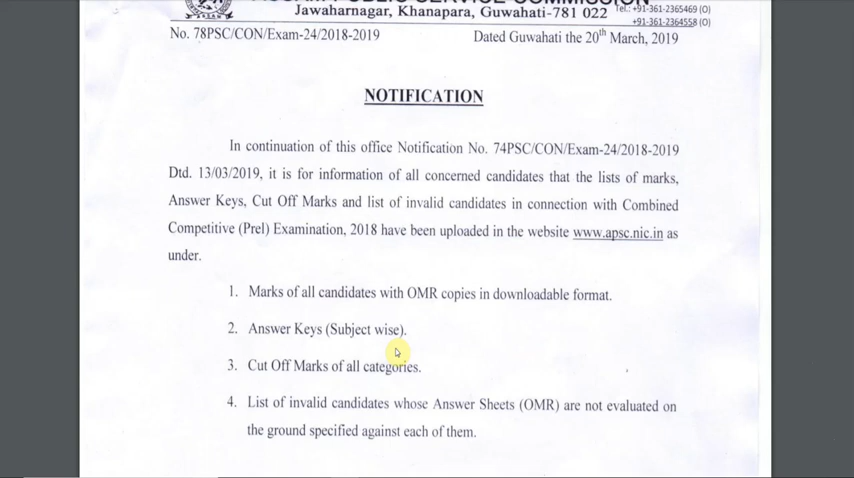 Jawaharnagar, Khanapara, Guwahati-781 022
Tel.: +91-361-2365469 (O)
+91-361-2364558 (O)
No. 78PSC/CON/Exam-24/2018-2019 Dated Guwahati the 20th March, 2019
NOTIFICATION
In continuation of this office Notification No. 74PSC/CON/Exam-24/2018-2019
Dtd. 13/03/2019, it is for information of all concerned candidates that the lists of marks,
Answer Keys, Cut Off Marks and list of invalid candidates in connection with Combined
Competitive (Prel) Examination, 2018 have been uploaded in the website www.apsc.nic.in as
under.
1. Marks of all candidates with OMR copies in downloadable format.
2. Answer Keys (Subject wise).
3. Cut Off Marks of all categories.
4. List of invalid candidates whose Answer Sheets (OMR) are not evaluated on
the ground specified against each of them.